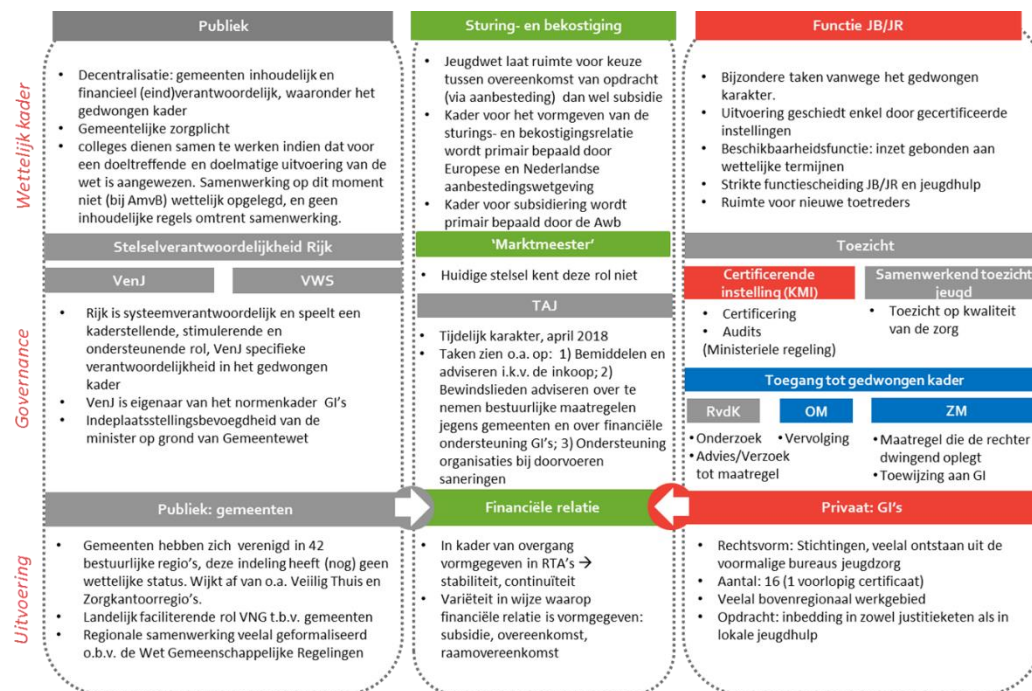 Publiek
Wettelijk kader
• Decentralisatie: gemeenten inhoudelijk en
financieel (eind)verantwoordelijk, waaronder het
gedwongen kader
• Gemeentelijke zorgplicht
• colleges dienen samen te werken indien dat voor
een doeltreffende en doelmatige uitvoering van de
wet is aangewezen. Samenwerking op dit moment
niet (bij AmvB) wettelijk opgelegd, en geen
inhoudelijke regels omtrent samenwerking.
Sturing- en bekostiging
• Jeugdwet laat ruimte voor keuze
tussen overeenkomst van opdracht
(via aanbesteding) dan wel subsidie
• Kader voor het vormgeven van de
sturings- en bekostigingsrelatie
wordt primair bepaald door
Europese en Nederlandse
aanbestedingswetgeving
• Kader voor subsidiering wordt
primair bepaald door de Awb
Functie JB/JR
• Bijzondere taken vanwege het gedwongen
karakter.
• Uitvoering geschiedt enkel door gecertificeerde
instellingen
• Beschikbaarheidsfunctie: inzet gebonden aan
wettelijke termijnen
• Strikte functiescheiding JB/JR en jeugdhulp
• Ruimte voor nieuwe toetreders
Governance
Stelselverantwoordelijkheid Rijk
VenJ
VWS
• Rijk is systeemverantwoordelijk en speelt een
kaderstellende, stimulerende en
ondersteunende rol, VenJ specifieke
verantwoordelijkheid in het gedwongen
kader
• VenJ is eigenaar van het normenkader GI's
• Indeplaatsstellingsbevoegdheid van de
minister op grond van Gemeentewet
'Marktmeester'
• Huidige stelsel kent deze rol niet
TAJ
• Tijdelijk karakter, april 2018
• Taken zien o.a. op: 1) Bemiddelen en
adviseren i.k.v. de inkoop; 2)
Bewindslieden adviseren over te
nemen bestuurlijke maatregelen
jegens gemeenten en over financiële
ondersteuning GI's; 3) Ondersteuning
organisaties bij doorvoeren
saneringen
Toezicht
Certificerende
instelling (KMI)
• Certificering
• Audits
(Ministeriele regeling)
Samenwerkend toezicht
jeugd
• Toezicht op kwaliteit
van de zorg
Toegang tot gedwongen kader
RvdK
• Onderzoek
• Advies/Verzoek
tot maatregel
OM
• Vervolging
ZM
• Maatregel die de rechter
dwingend oplegt
• Toewijzing aan GI
Uitvoering
Publiek: gemeenten
• Gemeenten hebben zich verenigd in 42
bestuurlijke regio's, deze indeling heeft (nog) geen
wettelijke status. Wijkt af van o.a. Veiilig Thuis en
Zorgkantoorregio's.
• Landelijk faciliterende rol VNG t.b.v. gemeenten
• Regionale samenwerking veelal geformaliseerd
o.b.v. de Wet Gemeenschappelijke Regelingen
Financiële relatie
• In kader van overgang
vormgegeven in RTA's →
stabiliteit, continuïteit
• Variëteit in wijze waarop
financiële relatie is vormgegeven:
subsidie, overeenkomst,
raamovereenkomst
Privaat: GI's
• Rechtsvorm: Stichtingen, veelal ontstaan uit de
voormalige bureaus jeugdzorg
• Aantal: 16 (1 voorlopig certificaat)
• Veelal bovenregionaal werkgebied
• Opdracht: inbedding in zowel justitieketen als in
lokale jeugdhulp